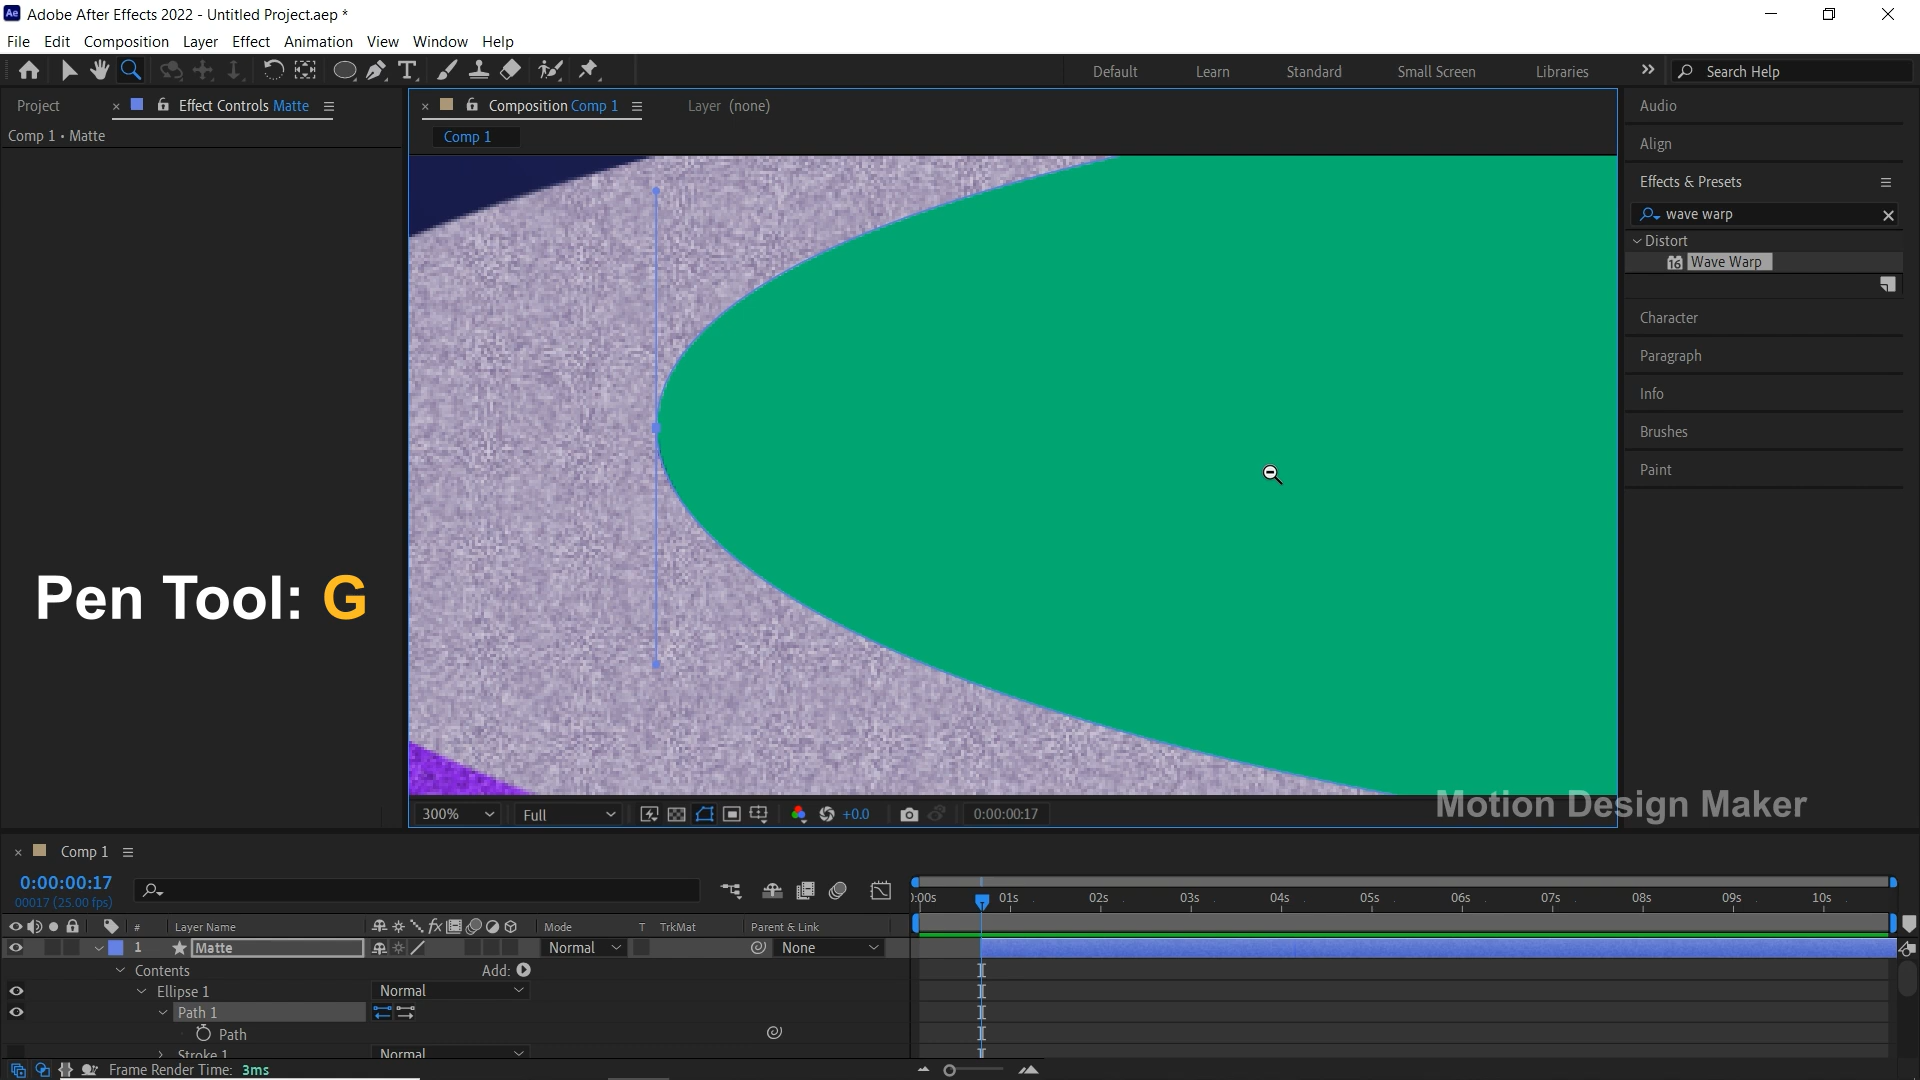 Ae Adobe After Effects 2022 - Untitled Project.aep *
File Edit Composition Layer Effect Animation View Window Help
Default Learn Standard Small Screen Libraries Search Help
Project Effect Controls Matte Composition Comp 1 Layer (none) Audio
Comp 1 • Matte Comp 1 Align
Effects & Presets
wave warp
Distort
16 Wave Warp
Character
Paragraph
Info
Brushes
Paint
Pen Tool: G
300% Full +0.0 0:00:00:17
Motion Design Maker
Comp 1
0:00:00:17
00017 (25.00 fps)
):00s 01s 02s 03s 04s 05s 06s 07s 08s 09s 10s
# Layer Name fx Mode T TrkMat Parent & Link
1 Matte Normal None
Contents Add:
Ellipse 1 Normal
Path 1
Path
Stroke 1 Normal
Frame Render Time: 3ms